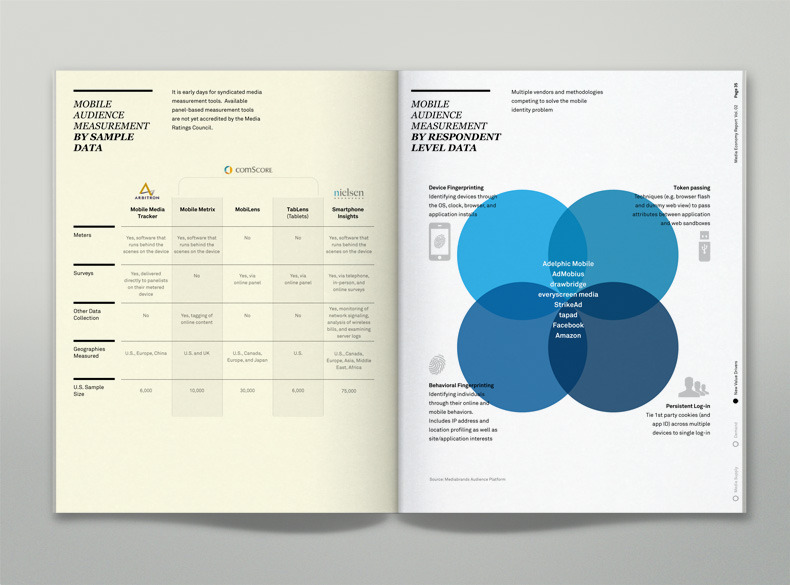 MOBILE
AUDIENCE
MEASUREMENT
BY SAMPLE
DATA
It is early days for syndicated media
measurement tools. Available
panel-based measurement tools
are not yet accredited by the Media
Ratings Council.
ARBITRON
comSCORE
nielsen
Mobile Media
Tracker
Mobile Metrix
MobiLens
TabLens
(Tablets)
Smartphone
Insights
Meters
Yes, software that
runs behind the
scenes on the device
Yes, software that
runs behind the
scenes on the device
No
No
Yes, software that
runs behind the
scenes on the device
Surveys
Yes, delivered
directly to panelists
on their metered
device
No
Yes, via
online panel
Yes, via
online panel
Yes, via telephone,
in-person, and
online surveys
Other Data
Collection
No
Yes, tagging of
online content
No
No
Yes, monitoring of
network signaling,
analysis of wireless
bills, and examining
server logs
Geographies
Measured
U.S., Europe, China
U.S. and UK
U.S., Canada,
Europe, and Japan
U.S.
U.S., Canada,
Europe, Asia, Middle
East, Africa
U.S. Sample
Size
6,000
10,000
30,000
6,000
75,000
MOBILE
AUDIENCE
MEASUREMENT
BY RESPONDENT
LEVEL DATA
Multiple vendors and methodologies
competing to solve the mobile
identity problem
Device Fingerprinting
Identifying devices through
the OS, clock, browser, and
application installs
Token passing
Techniques (e.g. browser flash
and dummy web view) to pass
attributes between application
and web sandboxes
Adelphic Mobile
AdMobius
drawbridge
everyscreen media
StrikeAd
tapad
Facebook
Amazon
Behavioral Fingerprinting
Identifying individuals
through their online and
mobile behaviors.
Includes IP address and
location profiling as well as
site/application interests
Persistent Log-in
Tie 1st party cookies (and
app ID) across multiple
devices to single log-in
Source: Mediabrands Audience Platform
Page 35
Media Economy Report Vol. 02
New Value Drivers
Demand
Media Supply